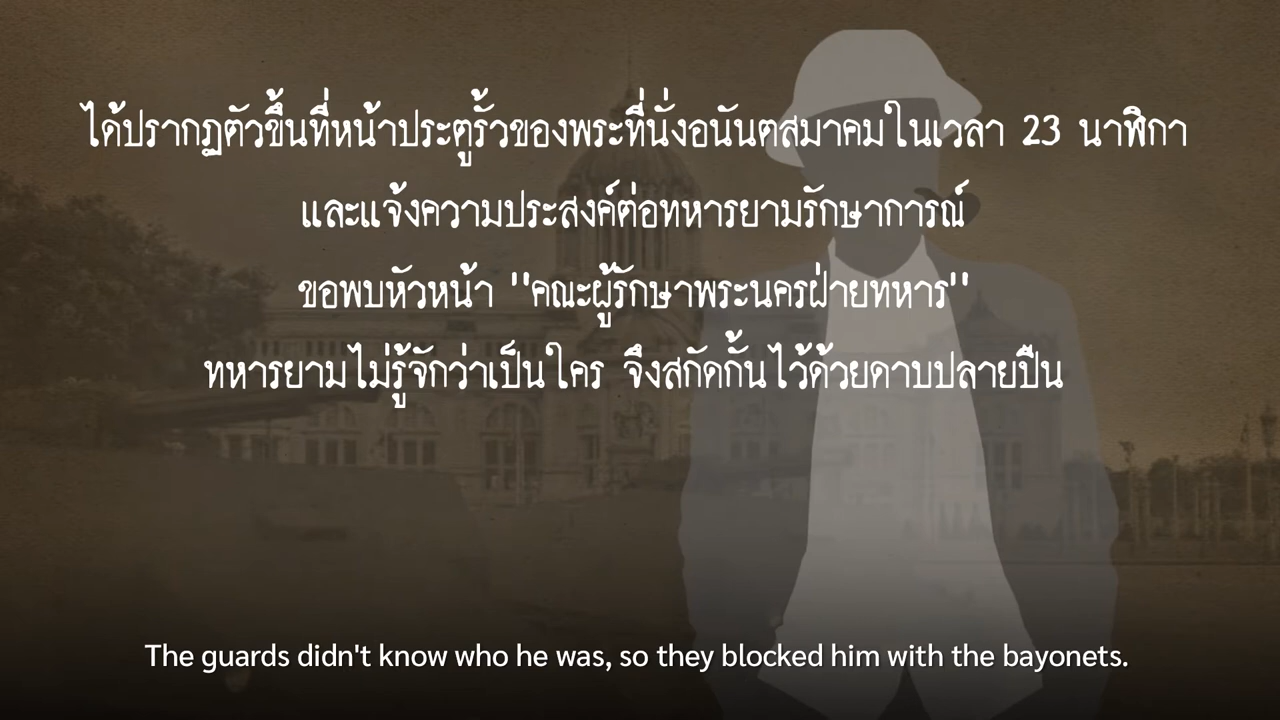 ได้ปรากฏตัวขึ้นที่หน้าประตูรั้วของพระที่นั่งอนันตสมาคมในเวลา 23 นาฬิกา
และแจ้งความประสงค์ต่อทหารยามรักษาการณ์
ขอพบหัวหน้า "คณะผู้รักษาพระนครฝ่ายทหาร"
ทหารยามไม่รู้จักว่าเป็นใคร จึงสกัดกั้นไว้ด้วยดาบปลายปืน
The guards didn't know who he was, so they blocked him with the bayonets.